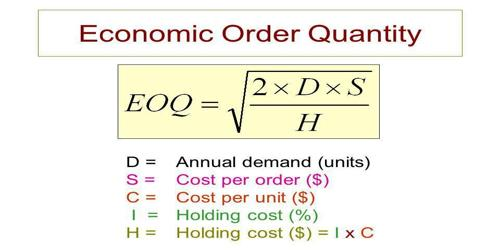 Economic Order Quantity
EOQ = √(2 × D × S / H)
D = Annual demand (units)
S = Cost per order ($)
C = Cost per unit ($)
I = Holding cost (%)
H = Holding cost ($) = I x C